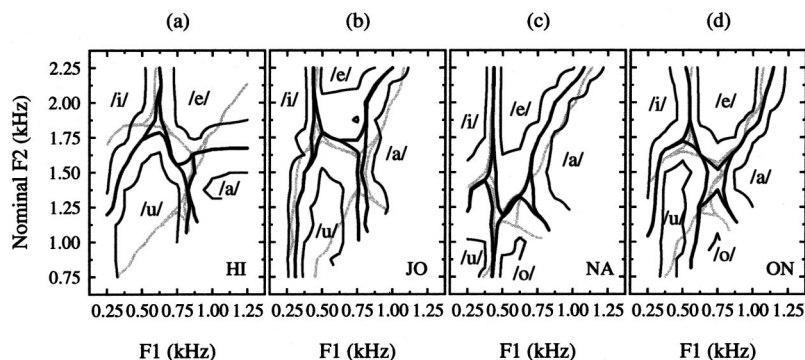 (a) (b) (c) (d)
2.25
2.00
1.75
1.50
1.25
1.00
0.75
Nominal F2 (kHz)
/i/ /e/ /u/ /a/ HI
/i/ /e/ /a/ /u/ JO
/i/ /e/ /a/ /u/ /o/ NA
/i/ /e/ /a/ /u/ /o/ ON
0.25 0.50 0.75 1.00 1.25 0.25 0.50 0.75 1.00 1.25 0.25 0.50 0.75 1.00 1.25 0.25 0.50 0.75 1.00 1.25
F1 (kHz) F1 (kHz) F1 (kHz) F1 (kHz)